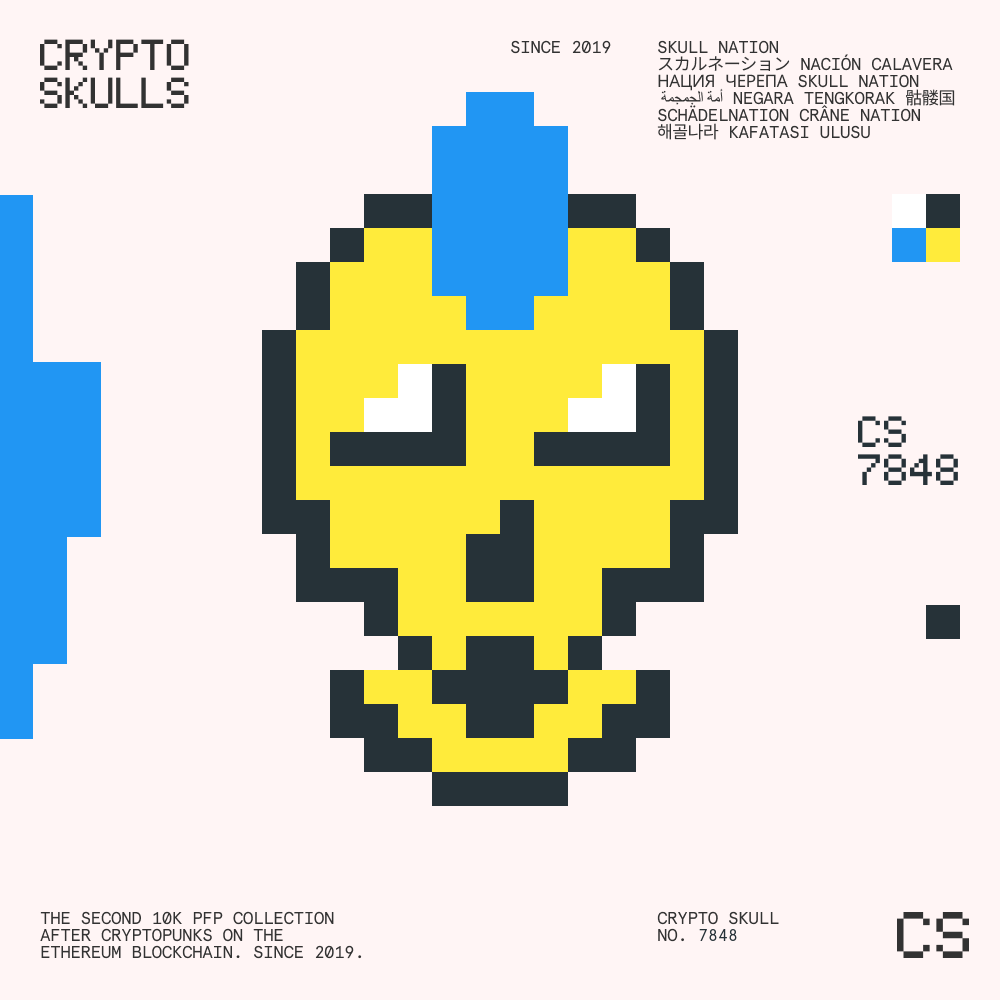 CRYPTO
SKULLS
SINCE 2019
SKULL NATION
スカルネーション NACIÓN CALAVERA
НАЦИЯ ЧЕРЕПА SKULL NATION
أمة الجمجمة NEGARA TENGKORAK 骷髅国
SCHÄDELNATION CRÂNE NATION
해골나라 KAFATASI ULUSU
CS
7848
THE SECOND 10K PFP COLLECTION
AFTER CRYPTOPUNKS ON THE
ETHEREUM BLOCKCHAIN. SINCE 2019.
CRYPTO SKULL
NO. 7848
CS